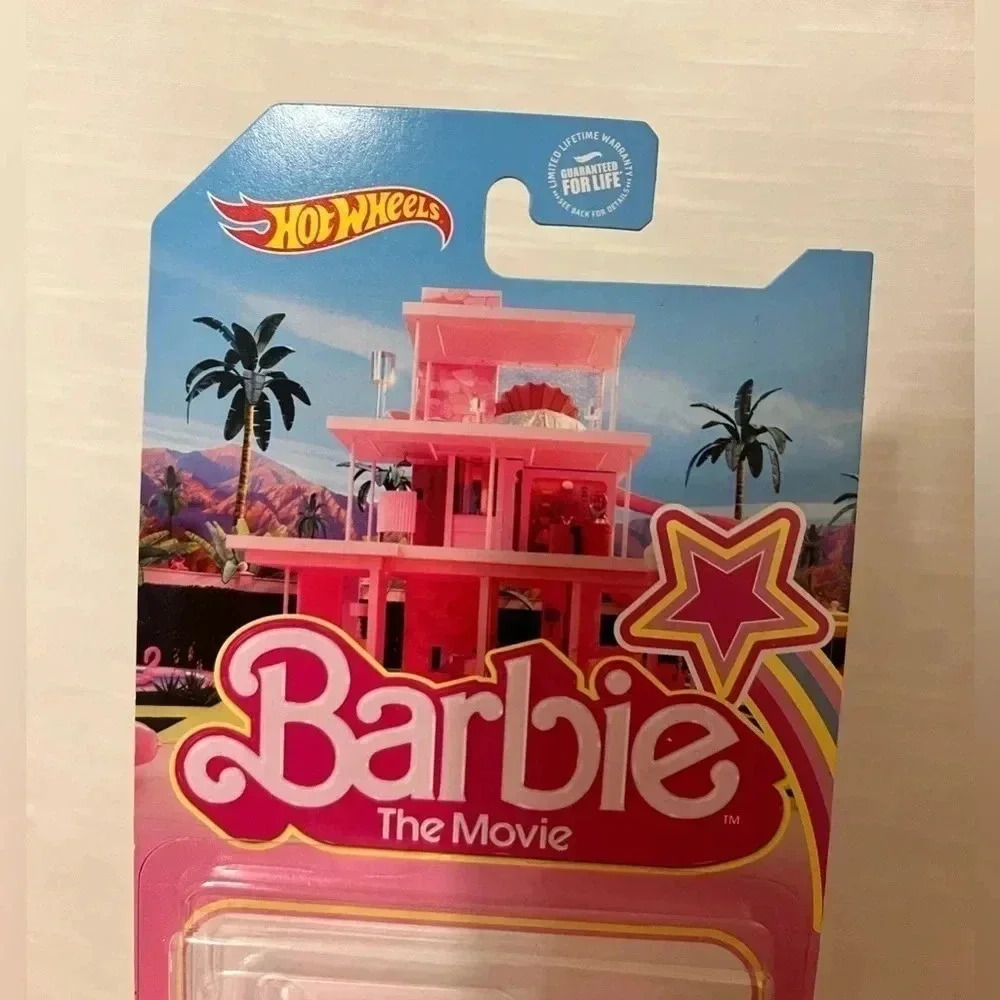 LIMITED LIFETIME WARRANTY
GUARANTEED
FOR LIFE
SEE BACK FOR DETAILS
HOT WHEELS
Barbie
TM
The Movie